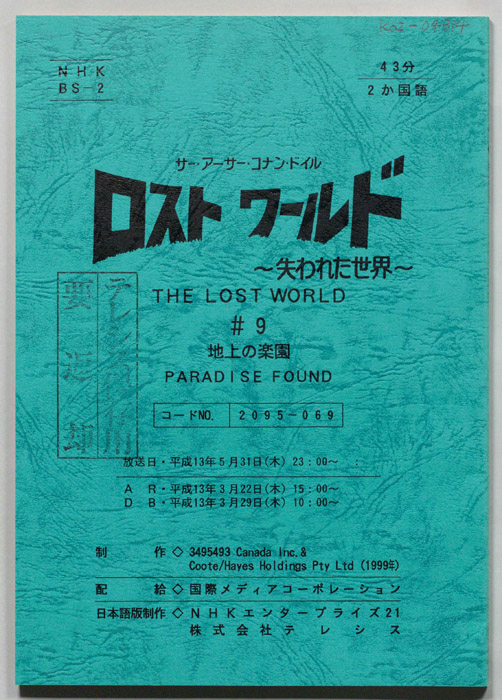 NHK
BS-2
43分
2か国語
サー・アーサー・コナン・ドイル
ロスト ワールド
～失われた世界～
THE LOST WORLD
#9
地上の楽園
PARADISE FOUND
コードNO. 2095-069
放送日・平成13年5月31日(木) 23:00～ :
A R・平成13年3月22日(木) 15:00～
D B・平成13年3月29日(木) 10:00～
制 作 ◇ 3495493 Canada Inc.&
Coote/Hayes Holdings Pty Ltd (1999年)
配 給 ◇ 国際メディアコーポレーション
日本語版制作 ◇ NHKエンタープライズ21
株式会社テレシス